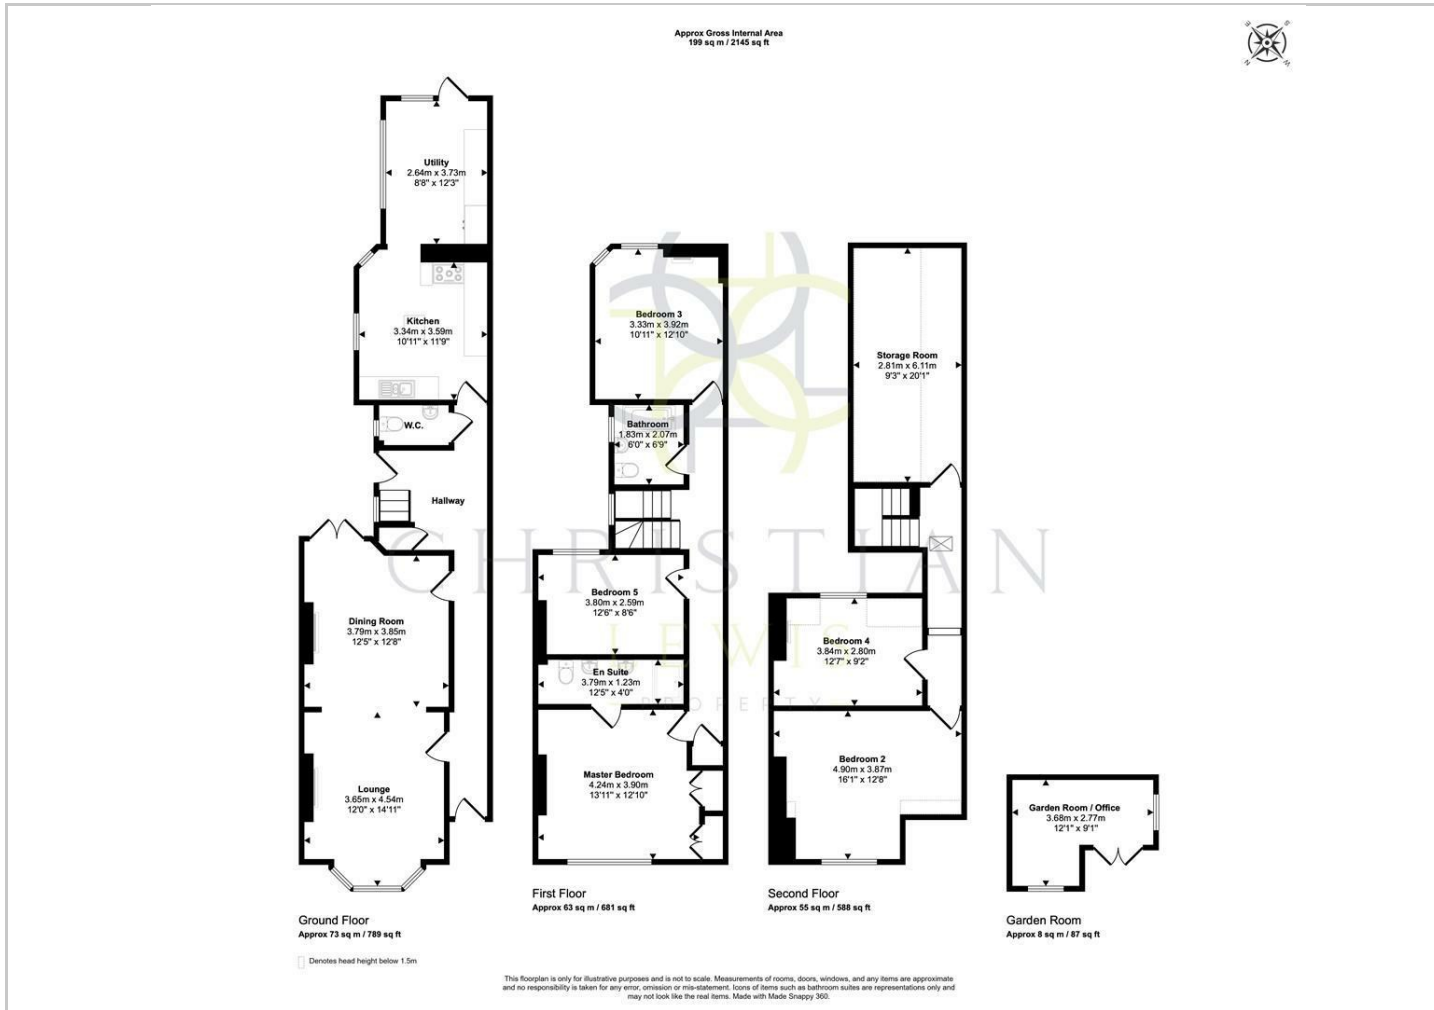 Approx Gross Internal Area
199 sq m / 2145 sq ft
Utility
2.64m x 3.73m
8'8" x 12'3"
Kitchen
3.34m x 3.59m
10'11" x 11'9"
W.C.
Hallway
Dining Room
3.79m x 3.85m
12'5" x 12'8"
Lounge
3.65m x 4.54m
12'0" x 14'11"
Ground Floor
Approx 73 sq m / 789 sq ft
Denotes head height below 1.5m
Bedroom 3
3.33m x 3.92m
10'11" x 12'10"
Bathroom
1.83m x 2.07m
6'0" x 6'9"
Bedroom 5
3.80m x 2.59m
12'6" x 8'6"
En Suite
3.79m x 1.23m
12'5" x 4'0"
Master Bedroom
4.24m x 3.90m
13'11" x 12'10"
First Floor
Approx 63 sq m / 681 sq ft
Storage Room
2.81m x 6.11m
9'3" x 20'1"
Bedroom 4
3.84m x 2.80m
12'7" x 9'2"
Bedroom 2
4.90m x 3.87m
16'1" x 12'8"
Second Floor
Approx 55 sq m / 588 sq ft
Garden Room / Office
3.68m x 2.77m
12'1" x 9'1"
Garden Room
Approx 8 sq m / 87 sq ft
CHRISTIAN
LEWIS
PROPERTY
This floorplan is only for illustrative purposes and is not to scale. Measurements of rooms, doors, windows, and any items are approximate
and no responsibility is taken for any error, omission or mis-statement. Icons of items such as bathroom suites are representations only and
may not look like the real items. Made with Made Snappy 360.